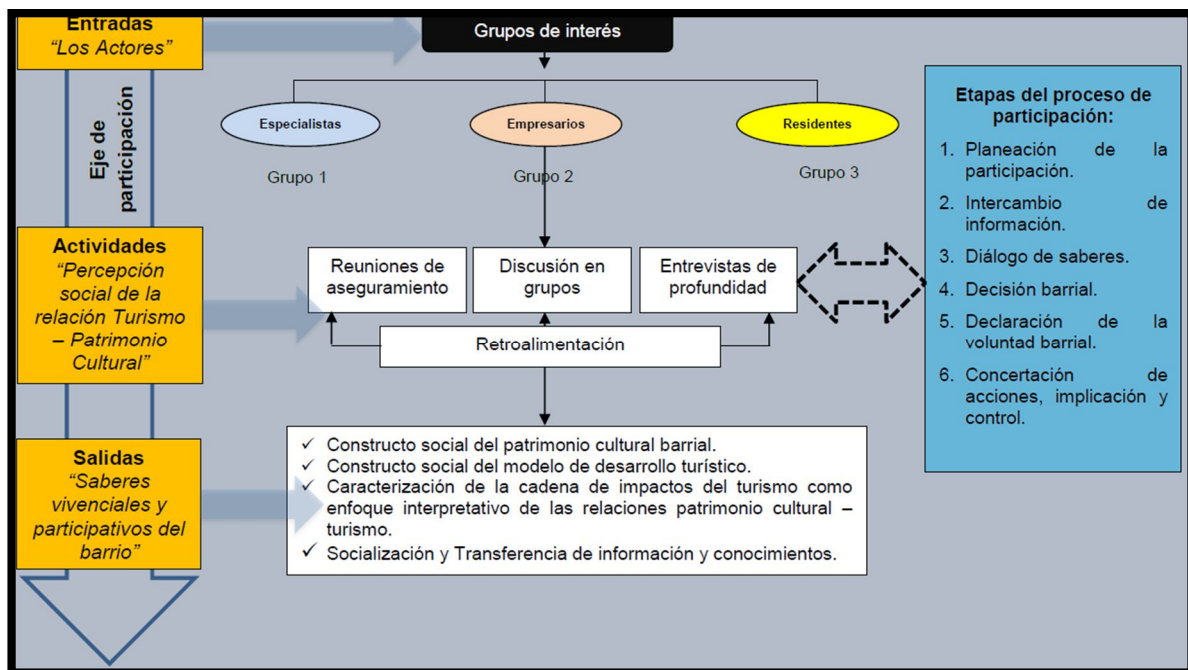 Entradas
“Los Actores”
Grupos de interés
Eje de
participación
Especialistas
Empresarios
Residentes
Grupo 1
Grupo 2
Grupo 3
Actividades
“Percepción
social de la
relación Turismo
– Patrimonio
Cultural”
Reuniones de
aseguramiento
Discusión en
grupos
Entrevistas de
profundidad
Retroalimentación
Salidas
“Saberes
vivenciales y
participativos del
barrio”
✓ Constructo social del patrimonio cultural barrial.
✓ Constructo social del modelo de desarrollo turístico.
✓ Caracterización de la cadena de impactos del turismo como
enfoque interpretativo de las relaciones patrimonio cultural –
turismo.
✓ Socialización y Transferencia de información y conocimientos.
Etapas del proceso de
participación:
1. Planeación de la
participación.
2. Intercambio de
información.
3. Diálogo de saberes.
4. Decisión barrial.
5. Declaración de la
voluntad barrial.
6. Concertación de
acciones, implicación y
control.